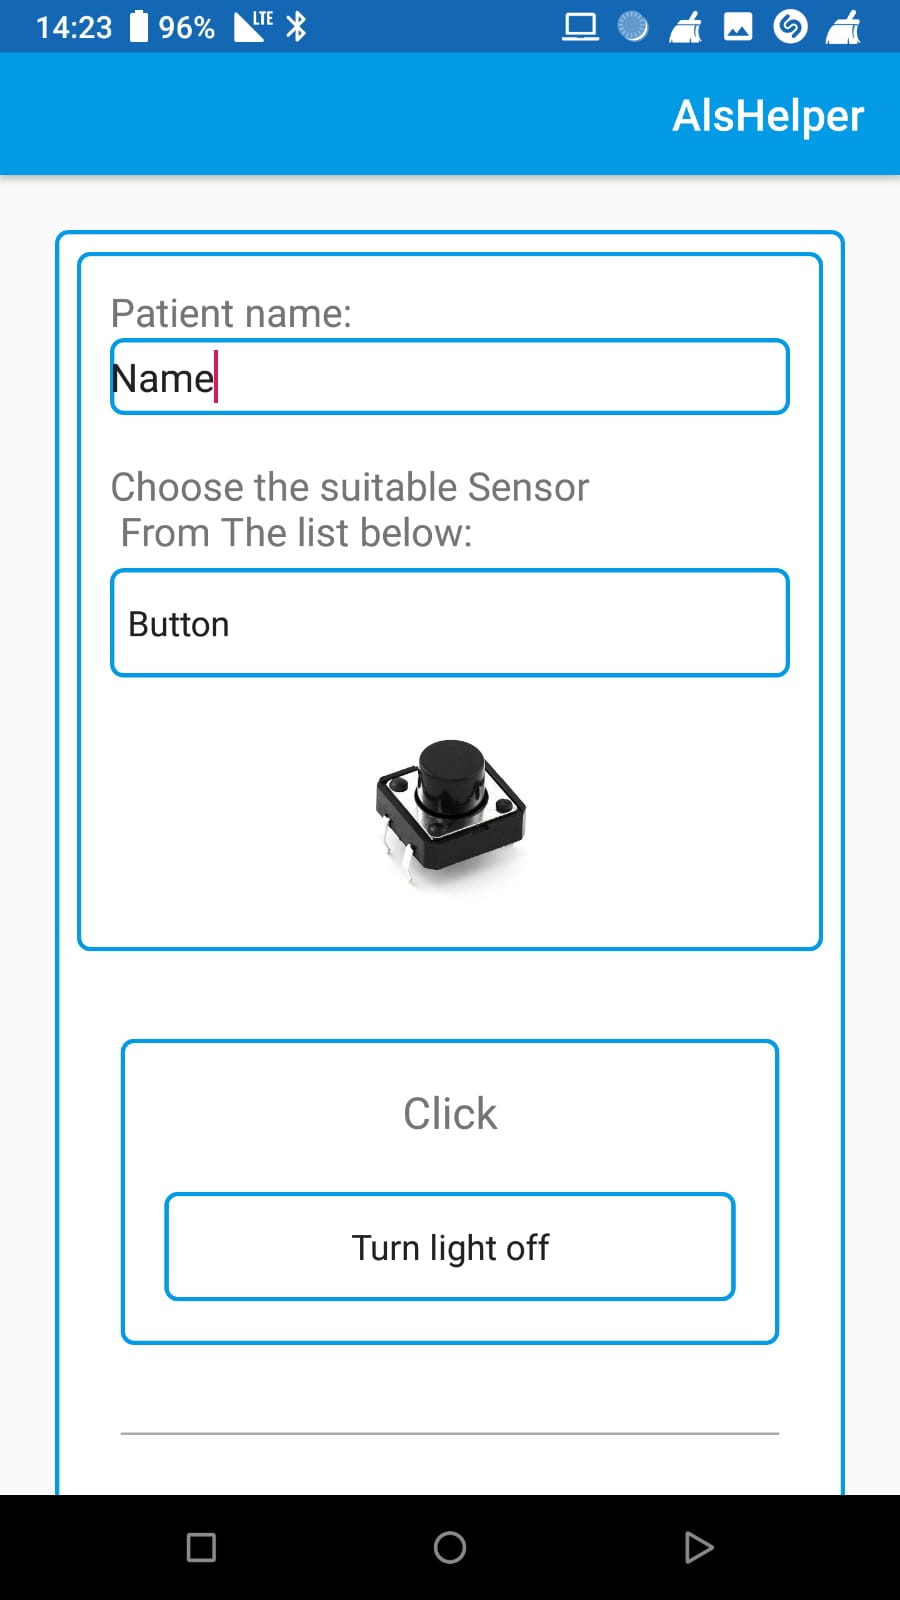 14:23 96% LTE
AlsHelper
Patient name:
Name
Choose the suitable Sensor
From The list below:
Button
Click
Turn light off